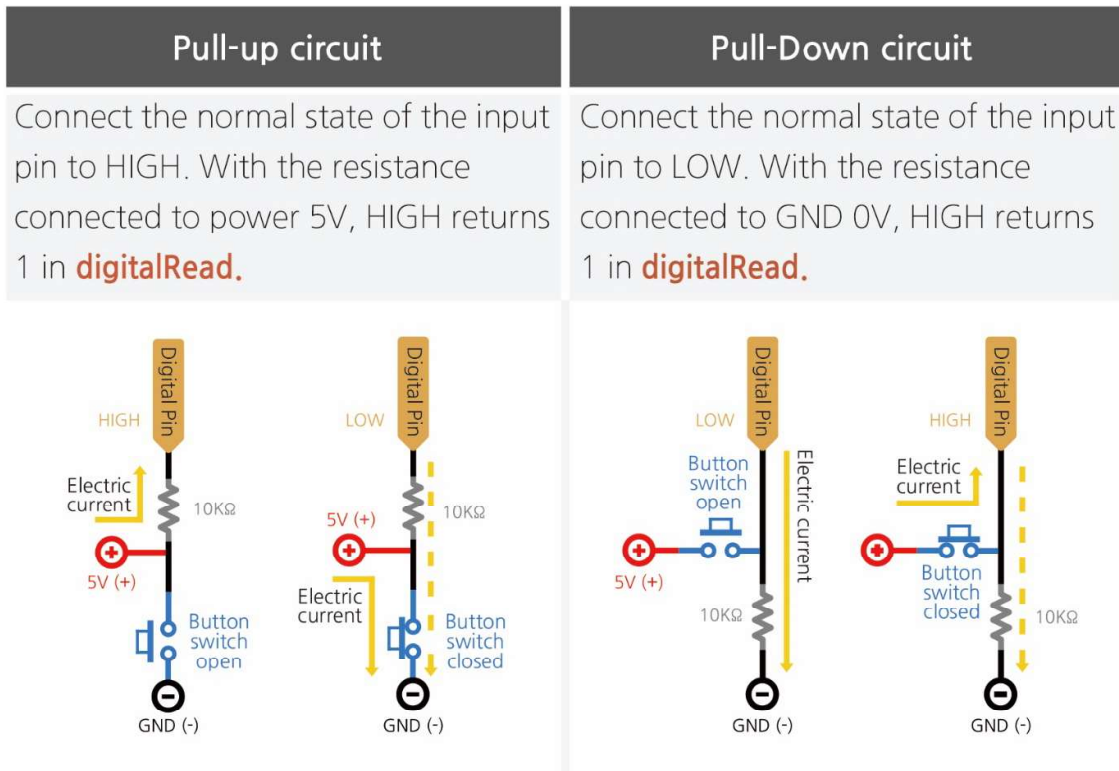 Pull-up circuit
Pull-Down circuit
Connect the normal state of the input
pin to HIGH. With the resistance
connected to power 5V, HIGH returns
1 in digitalRead.
Connect the normal state of the input
pin to LOW. With the resistance
connected to GND 0V, HIGH returns
1 in digitalRead.
Digital Pin
HIGH
Electric
current
10KΩ
5V (+)
Button
switch
open
GND (-)
Digital Pin
LOW
10KΩ
5V (+)
Electric
current
Button
switch
closed
GND (-)
Digital Pin
LOW
Button
switch
open
Electric current
5V (+)
10KΩ
GND (-)
Digital Pin
HIGH
Electric
current
Button
switch
closed
10KΩ
GND (-)